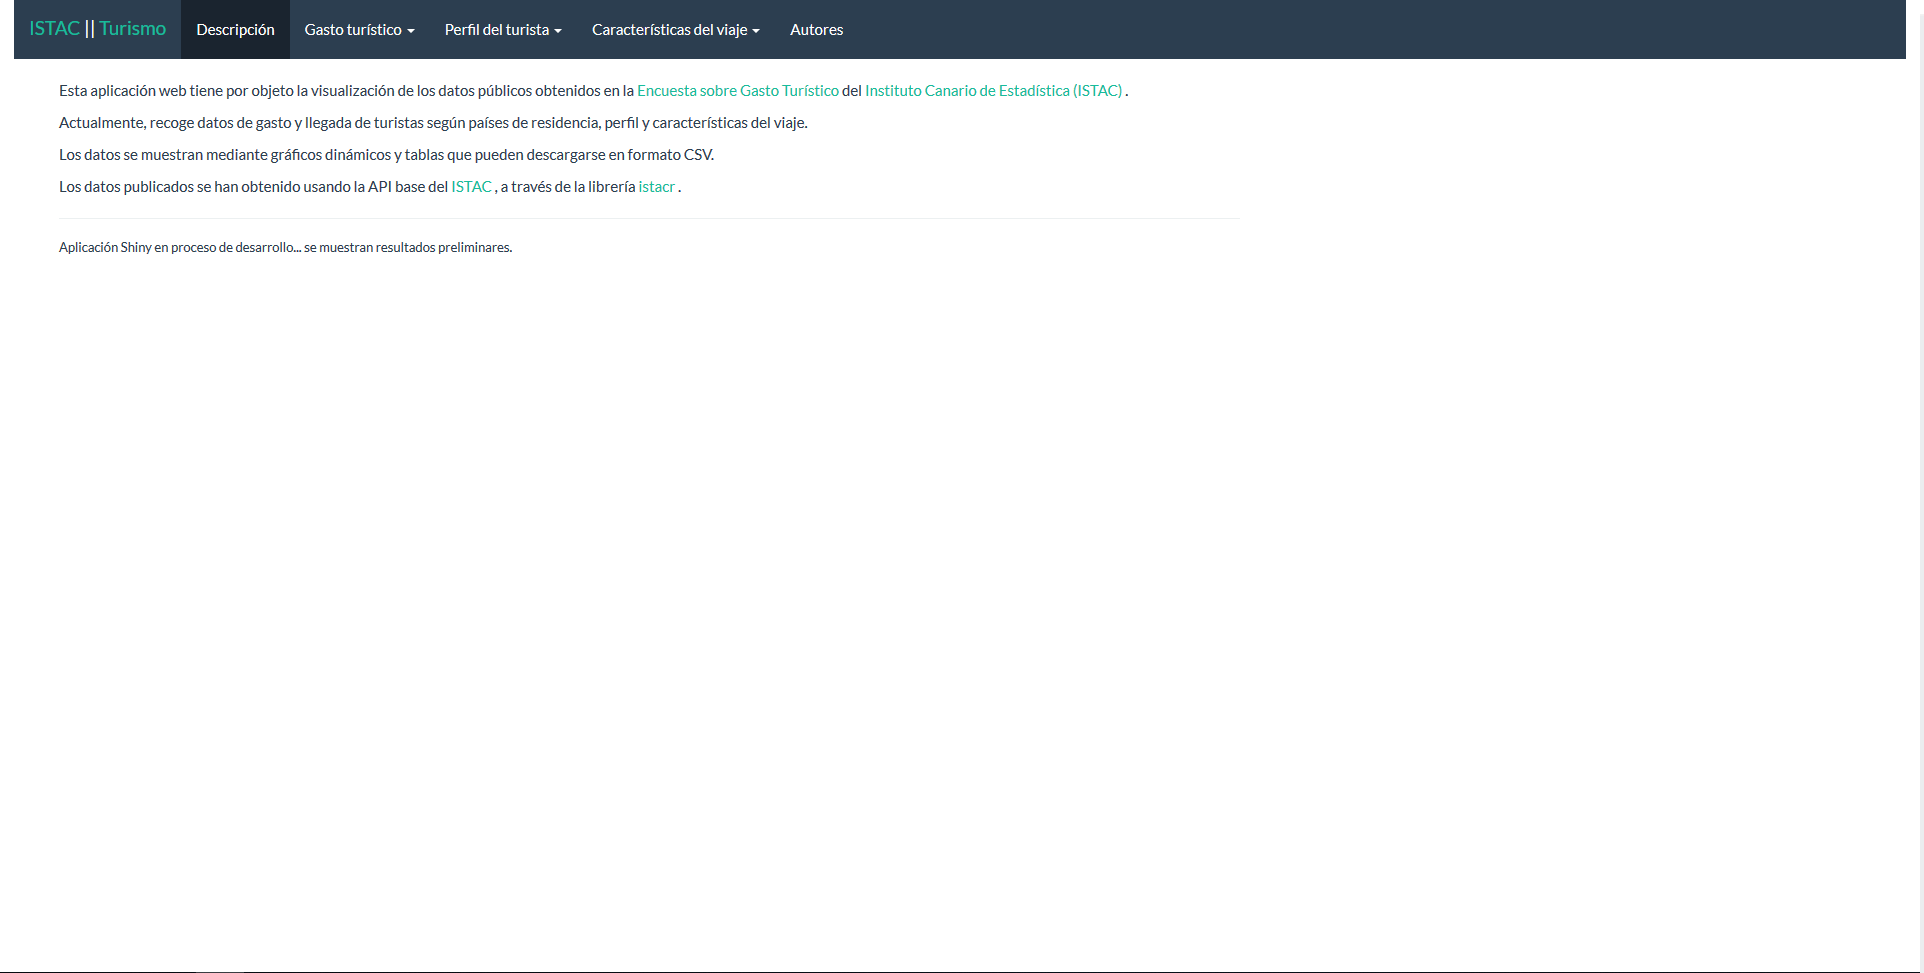 ISTAC || Turismo Descripción Gasto turístico Perfil del turista Características del viaje Autores
Esta aplicación web tiene por objeto la visualización de los datos públicos obtenidos en la Encuesta sobre Gasto Turístico del Instituto Canario de Estadística (ISTAC) .
Actualmente, recoge datos de gasto y llegada de turistas según países de residencia, perfil y características del viaje.
Los datos se muestran mediante gráficos dinámicos y tablas que pueden descargarse en formato CSV.
Los datos publicados se han obtenido usando la API base del ISTAC , a través de la librería istacr .
Aplicación Shiny en proceso de desarrollo... se muestran resultados preliminares.